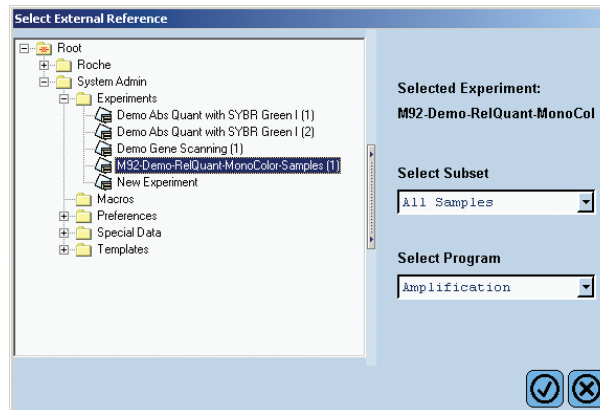 Select External Reference
Root
Roche
System Admin
Experiments
Demo Abs Quant with SYBR Green I (1)
Demo Abs Quant with SYBR Green I (2)
Demo Gene Scanning (1)
M92-Demo-RelQuant-MonoColor-Samples (1)
New Experiment
Macros
Preferences
Special Data
Templates
Selected Experiment:
M92-Demo-RelQuant-MonoCol
Select Subset
All Samples
Select Program
Amplification